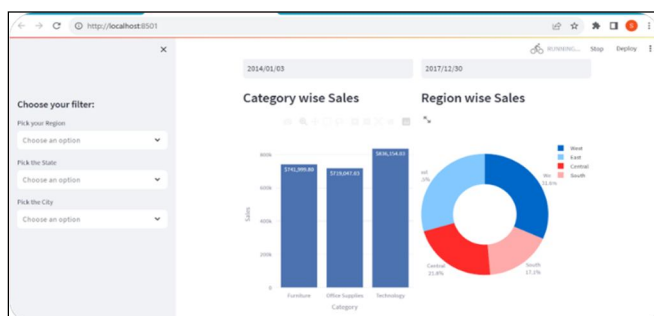 http://localhost:8501
S
RUNNING...
Stop
Deploy
2014/01/03
2017/12/30
Choose your filter:
Pick your Region
Choose an option
Pick the State
Choose an option
Pick the City
Choose an option
Category wise Sales
800k
600k
400k
200k
0
Sales
$741,999.80
$719,047.03
$836,154.03
Furniture
Office Supplies
Technology
Category
Region wise Sales
West
East
Central
South
We
31.6%
Central
21.8%
South
17.1%